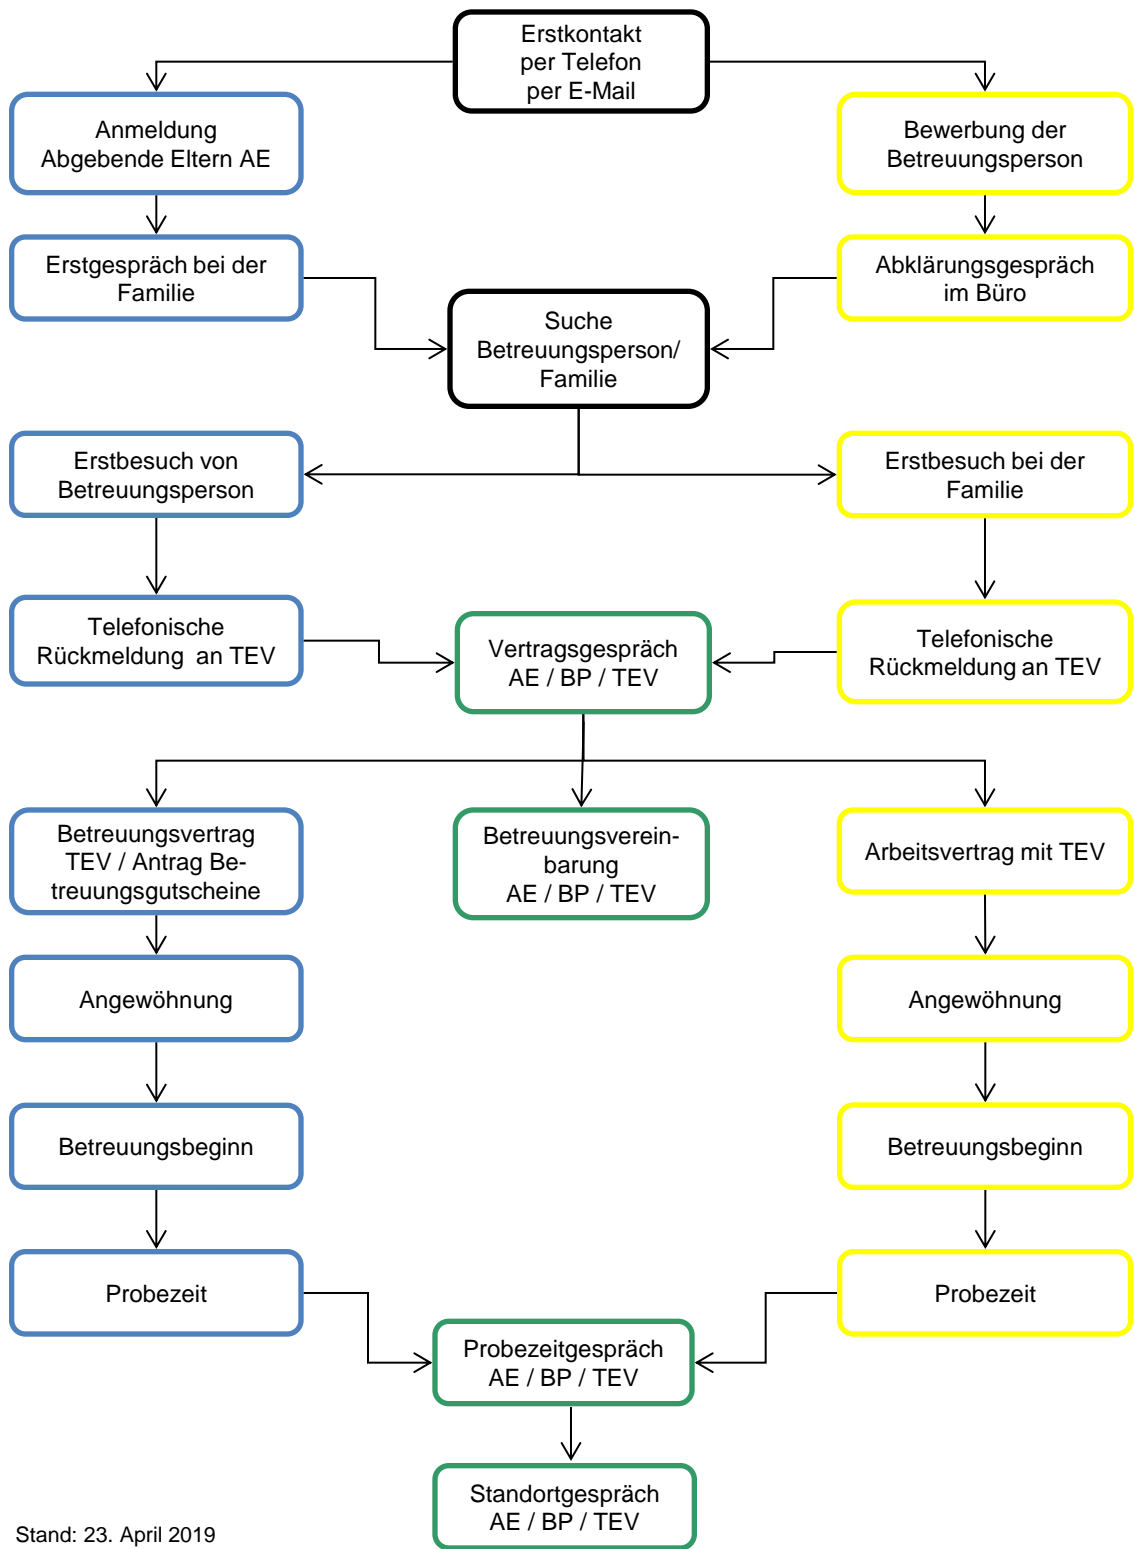 Erstkontakt
per Telefon
per E-Mail
Anmeldung
Abgebende Eltern AE
Bewerbung der
Betreuungsperson
Erstgespräch bei der
Familie
Abklärungsgespräch
im Büro
Suche
Betreuungsperson/
Familie
Erstbesuch von
Betreuungsperson
Erstbesuch bei der
Familie
Telefonische
Rückmeldung an TEV
Vertragsgespräch
AE / BP / TEV
Telefonische
Rückmeldung an TEV
Betreuungsvertrag
TEV / Antrag Be-
treuungsgutscheine
Betreuungsverein-
barung
AE / BP / TEV
Arbeitsvertrag mit TEV
Angewöhnung
Angewöhnung
Betreuungsbeginn
Betreuungsbeginn
Probezeit
Probezeit
Probezeitgespräch
AE / BP / TEV
Standortgespräch
AE / BP / TEV
Stand: 23. April 2019